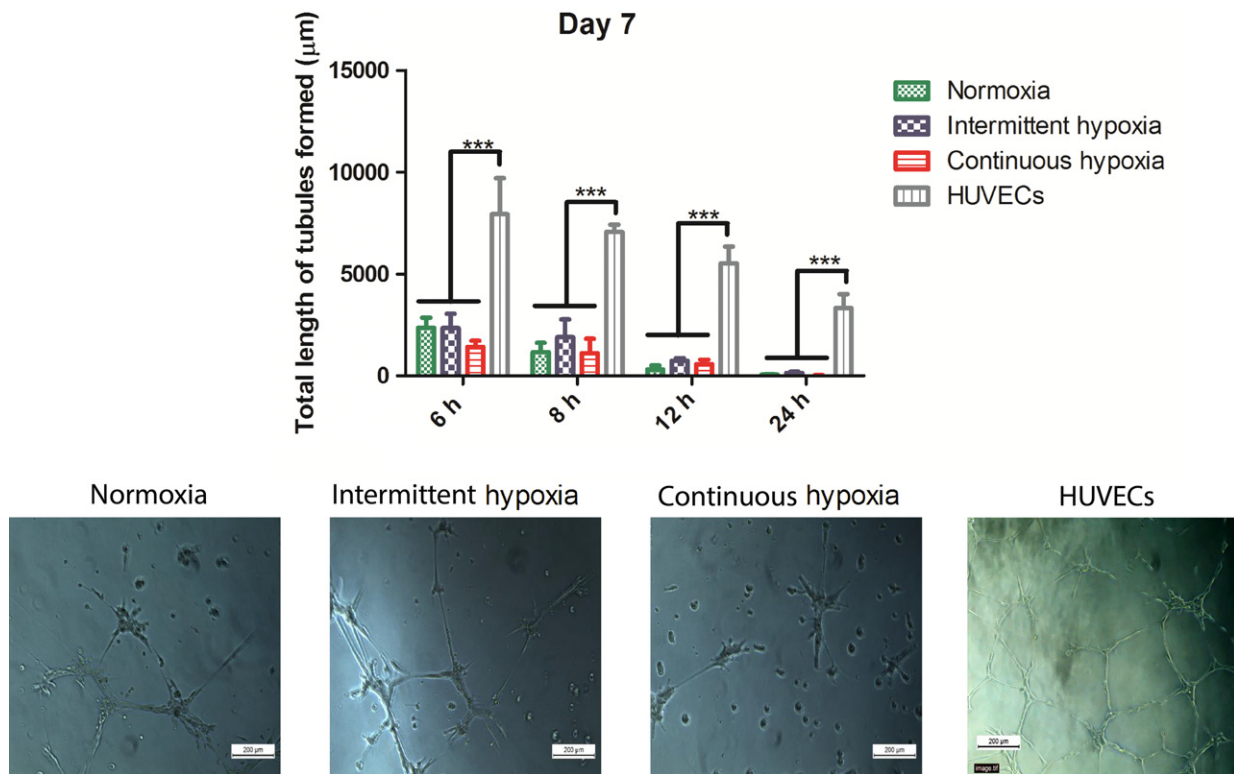 Day 7
Total length of tubules formed (μm)
15000
10000
5000
0
***
***
***
***
6 h
8 h
12 h
24 h
Normoxia
Intermittent hypoxia
Continuous hypoxia
HUVECs
Normoxia
Intermittent hypoxia
Continuous hypoxia
HUVECs
200 μm
200 μm
200 μm
200 μm
image bf